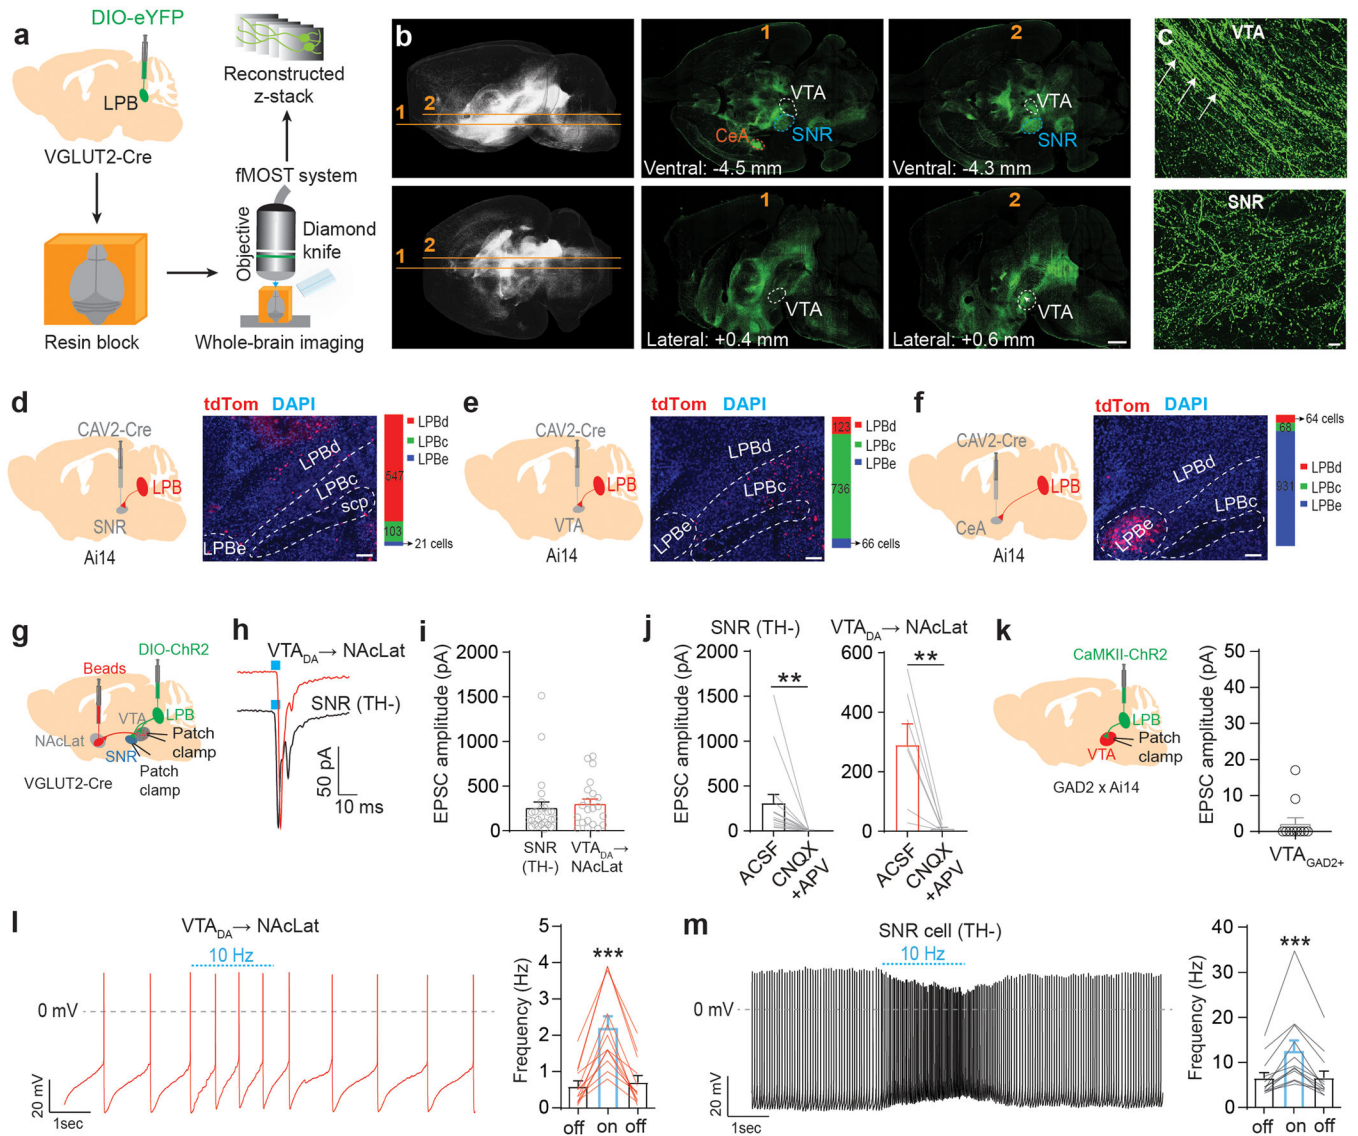 a
DIO-eYFP
LPB
VGLUT2-Cre
Reconstructed
z-stack
fMOST system
Objective
Diamond
knife
Resin block
Whole-brain imaging
b
2
1
1
VTA
SNR
CeA
Ventral: -4.5 mm
2
VTA
SNR
Ventral: -4.3 mm
2
1
1
VTA
Lateral: +0.4 mm
2
VTA
Lateral: +0.6 mm
c
VTA
SNR
d
CAV2-Cre
LPB
SNR
Ai14
tdTom DAPI
LPBd
LPBc
scp
LPBe
547
103
21 cells
LPBd
LPBc
LPBe
e
CAV2-Cre
LPB
VTA
Ai14
tdTom DAPI
LPBd
LPBc
LPBe
123
736
66 cells
LPBd
LPBc
LPBe
f
CAV2-Cre
LPB
CeA
Ai14
tdTom DAPI
LPBd
LPBc
LPBe
64 cells
68
931
LPBd
LPBc
LPBe
g
DIO-ChR2
Beads
VTA
LPB
NAcLat
SNR
Patch
clamp
Patch
clamp
VGLUT2-Cre
h
VTADA→ NAcLat
SNR (TH-)
50 pA
10 ms
i
EPSC amplitude (pA)
2000
1500
1000
500
0
SNR
(TH-)
VTADA→
NAcLat
j
SNR (TH-)
EPSC amplitude (pA)
2000
1500
1000
500
0
**
ACSF
CNQX
+APV
VTADA→ NAcLat
EPSC amplitude (pA)
600
400
200
0
**
ACSF
CNQX
+APV
k
CaMKII-ChR2
LPB
Patch
clamp
VTA
GAD2 x Ai14
EPSC amplitude (pA)
50
40
30
20
10
0
VTAGAD2+
l
VTADA→ NAcLat
10 Hz
0 mV
20 mV
1sec
Frequency (Hz)
5
4
3
2
1
0
***
off
on
off
m
SNR cell (TH-)
10 Hz
0 mV
20 mV
1sec
Frequency (Hz)
40
30
20
10
0
***
off
on
off